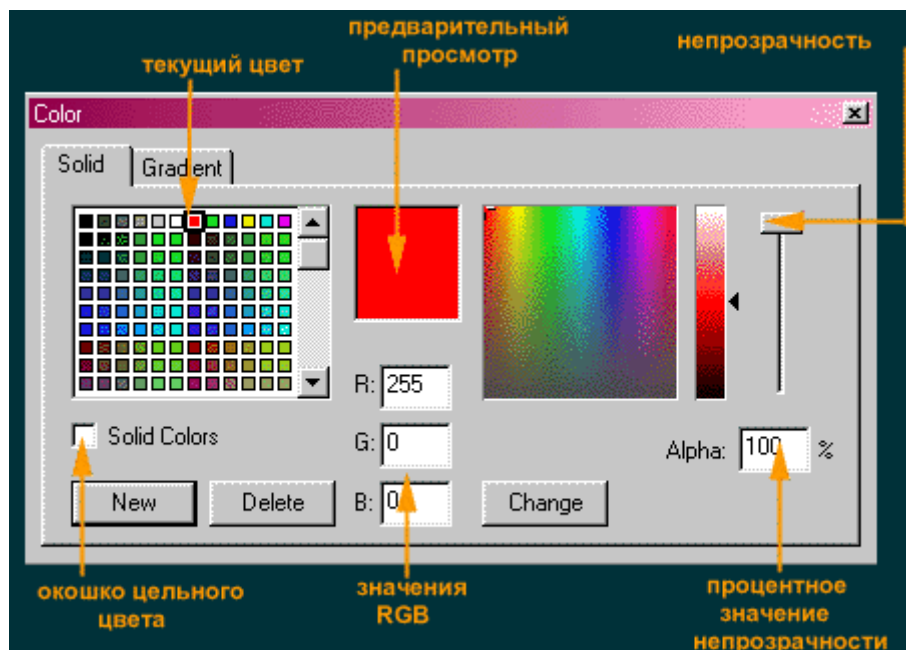 предварительный
просмотр
непрозрачность
текущий цвет
Color
Solid
Gradient
R: 255
Solid Colors
G: 0
Alpha: 100 %
New
Delete
B: 0
Change
окошко цельного
цвета
значения
RGB
процентное
значение
непрозрачности